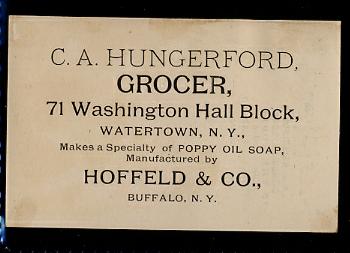 C. A. HUNGERFORD,
GROCER,
71 Washington Hall Block,
WATERTOWN, N. Y.,
Makes a Specialty of POPPY OIL SOAP,
Manufactured by
HOFFELD & CO.,
BUFFALO, N. Y.